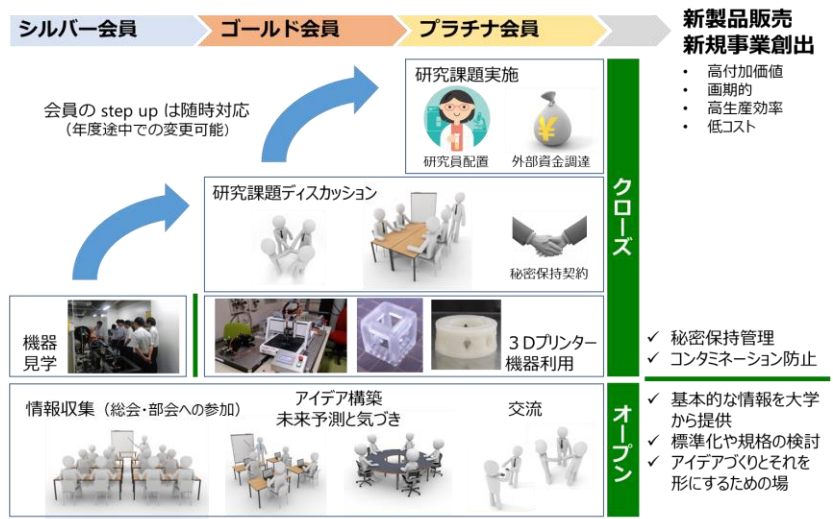 シルバー会員
ゴールド会員
プラチナ会員
新製品販売
新規事業創出
• 高付加価値
• 画期的
• 高生産効率
• 低コスト
会員の step up は随時対応
（年度途中での変更可能）
研究課題実施
¥
研究員配置
外部資金調達
研究課題ディスカッション
秘密保持契約
クローズ
機器
見学
3Dプリンター
機器利用
✓ 秘密保持管理
✓ コンタミネーション防止
情報収集（総会・部会への参加）
アイデア構築
未来予測と気づき
交流
オープン
✓ 基本的な情報を大学
から提供
✓ 標準化や規格の検討
✓ アイデアづくりとそれを
形にするための場